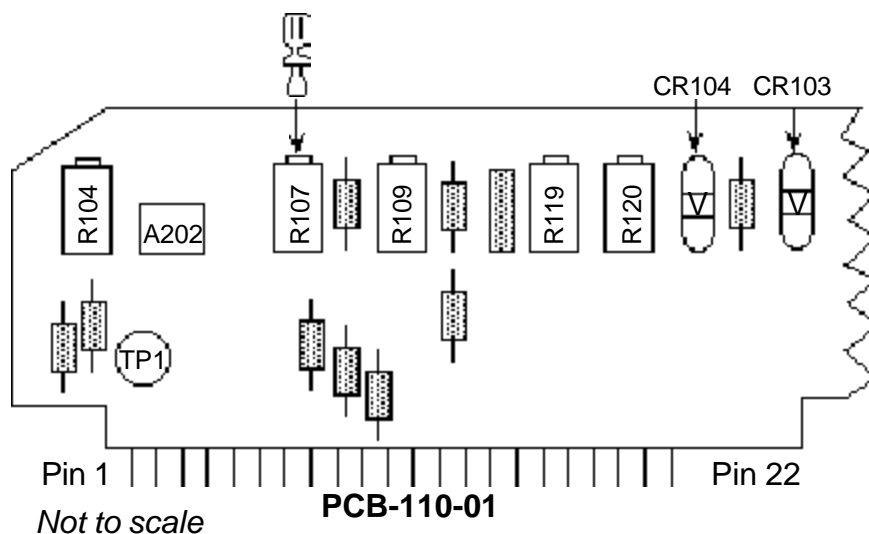 CR104 CR103
R104 A202 R107 R109 R119 R120 V V
TP1
Pin 1 Pin 22
PCB-110-01
Not to scale